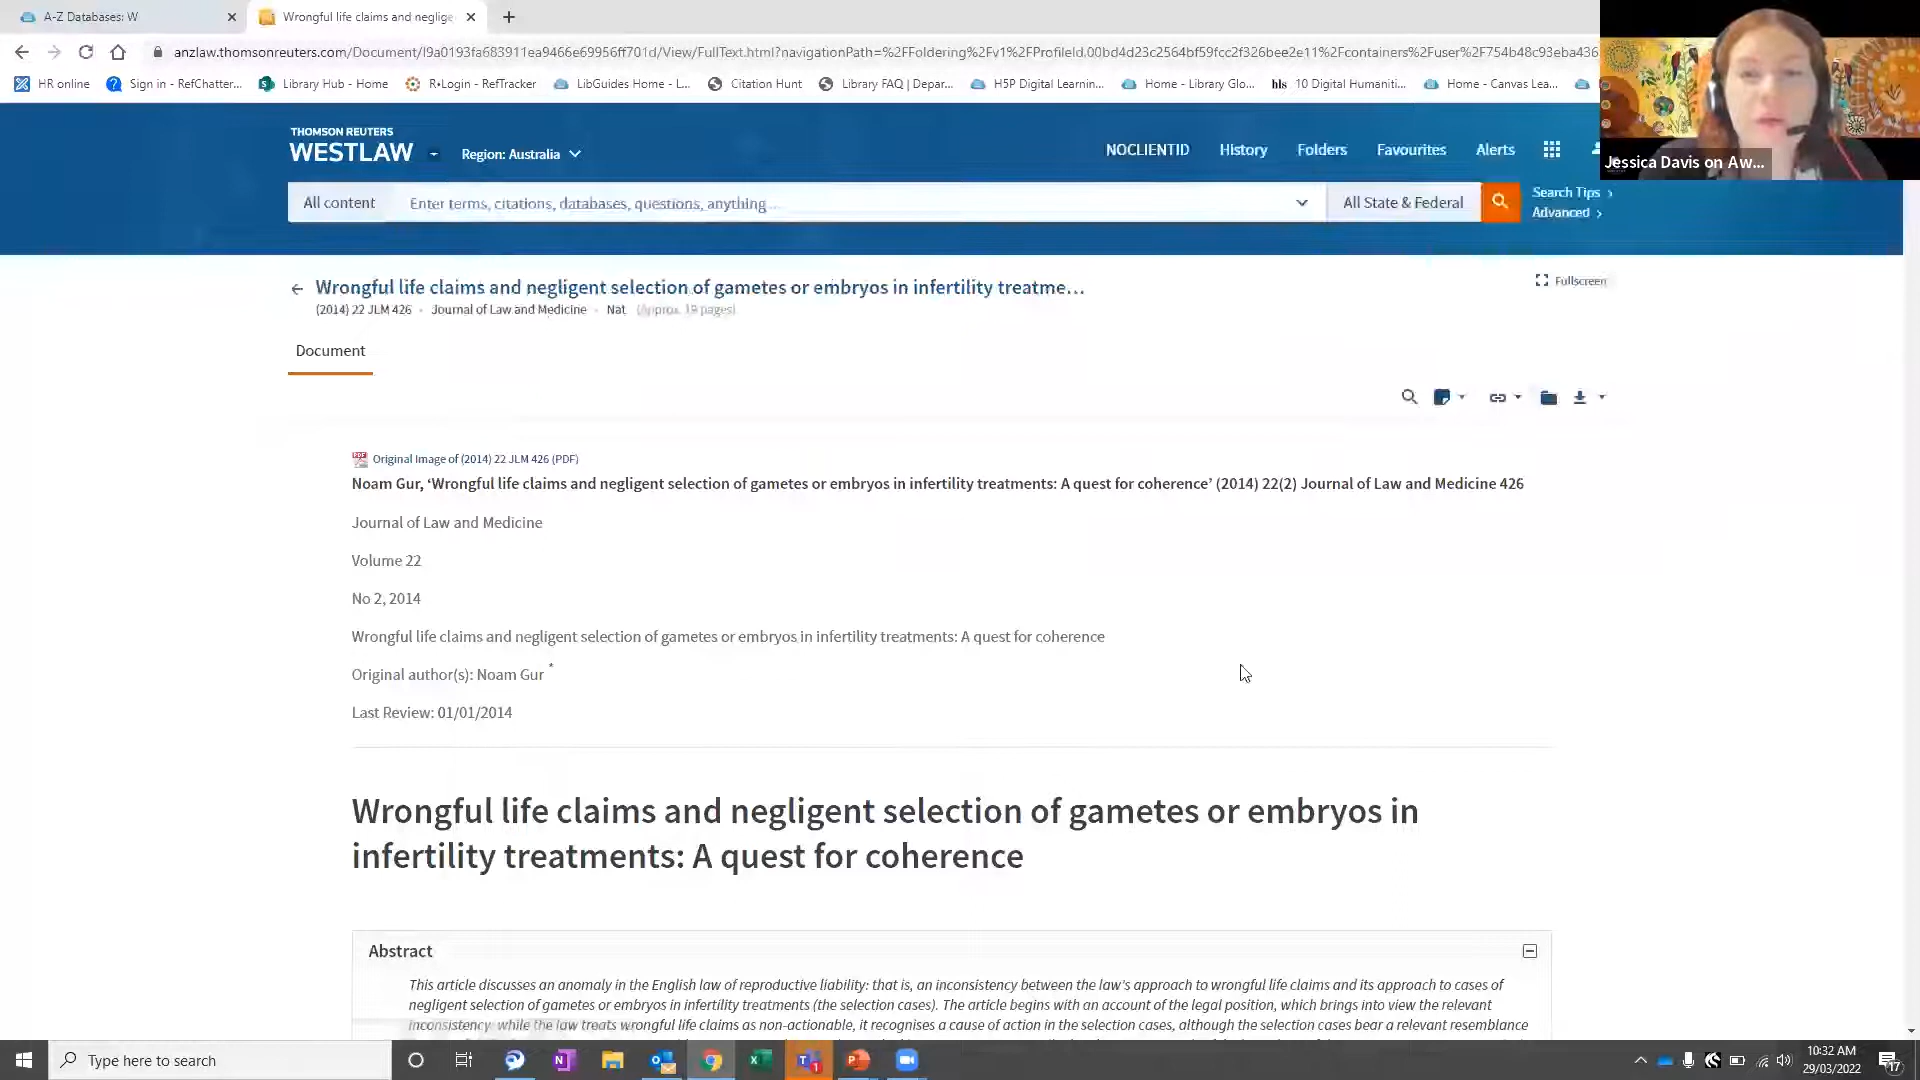 A-Z Databases: W
Wrongful life claims and neglige
anzlaw.thomsonreuters.com/Document/I9a0193fa683911ea9466e69956ff701d/View/FullText.html?navigationPath=%2FFoldering%2Fv1%2FProfileId.00bd4d23c2564bf59fcc2f326bee2e11%2Fcontainers%2Fuser%2F754b48c93eba436
HR online
Sign in - RefChatter...
Library Hub - Home
R•Login - RefTracker
LibGuides Home - L...
Citation Hunt
Library FAQ | Depar...
H5P Digital Learnin...
Home - Library Glo...
hls 10 Digital Humaniti...
Home - Canvas Lea...
THOMSON REUTERS
WESTLAW
Region: Australia
NOCLIENTID
History
Folders
Favourites
Alerts
Jessica Davis on Aw...
All content
Enter terms, citations, databases, questions, anything ...
All State & Federal
Search Tips
Advanced
Wrongful life claims and negligent selection of gametes or embryos in infertility treatme...
Fullscreen
(2014) 22 JLM 426 • Journal of Law and Medicine • Nat (Approx. 19 pages)
Document
Original Image of (2014) 22 JLM 426 (PDF)
Noam Gur, ‘Wrongful life claims and negligent selection of gametes or embryos in infertility treatments: A quest for coherence’ (2014) 22(2) Journal of Law and Medicine 426
Journal of Law and Medicine
Volume 22
No 2, 2014
Wrongful life claims and negligent selection of gametes or embryos in infertility treatments: A quest for coherence
Original author(s): Noam Gur *
Last Review: 01/01/2014
Wrongful life claims and negligent selection of gametes or embryos in
infertility treatments: A quest for coherence
Abstract
This article discusses an anomaly in the English law of reproductive liability: that is, an inconsistency between the law's approach to wrongful life claims and its approach to cases of
negligent selection of gametes or embryos in infertility treatments (the selection cases). The article begins with an account of the legal position, which brings into view the relevant
inconsistency: while the law treats wrongful life claims as non-actionable, it recognises a cause of action in the selection cases, although the selection cases bear a relevant resemblance
Type here to search
10:32 AM
29/03/2022
17